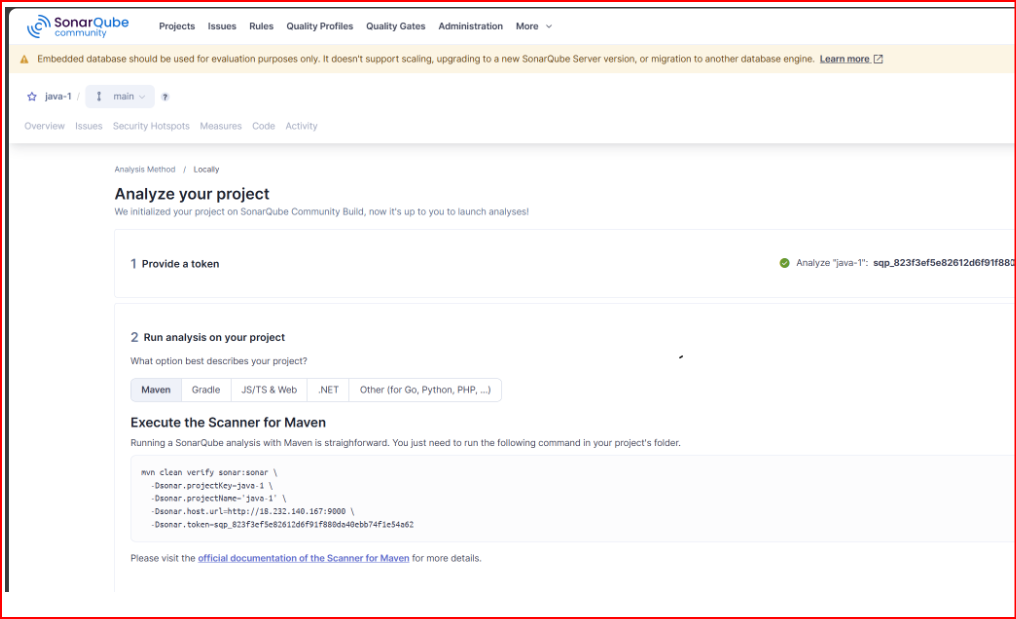 SonarQube community
Projects Issues Rules Quality Profiles Quality Gates Administration More
Embedded database should be used for evaluation purposes only. It doesn't support scaling, upgrading to a new SonarQube Server version, or migration to another database engine. Learn more
java-1 / main ?
Overview Issues Security Hotspots Measures Code Activity
Analysis Method / Locally
Analyze your project
We initialized your project on SonarQube Community Build, now it's up to you to launch analyses!
1 Provide a token
Analyze "java-1": sqp_823f3ef5e82612d6f91f880
2 Run analysis on your project
What option best describes your project?
Maven Gradle JS/TS & Web .NET Other (for Go, Python, PHP, ...)
Execute the Scanner for Maven
Running a SonarQube analysis with Maven is straighforward. You just need to run the following command in your project's folder.
mvn clean verify sonar:sonar \
-Dsonar.projectKey=java-1 \
-Dsonar.projectName='java-1' \
-Dsonar.host.url=http://18.232.140.167:9000 \
-Dsonar.token=sqp_823f3ef5e82612d6f91f880da40ebb74f1e54a62
Please visit the official documentation of the Scanner for Maven for more details.